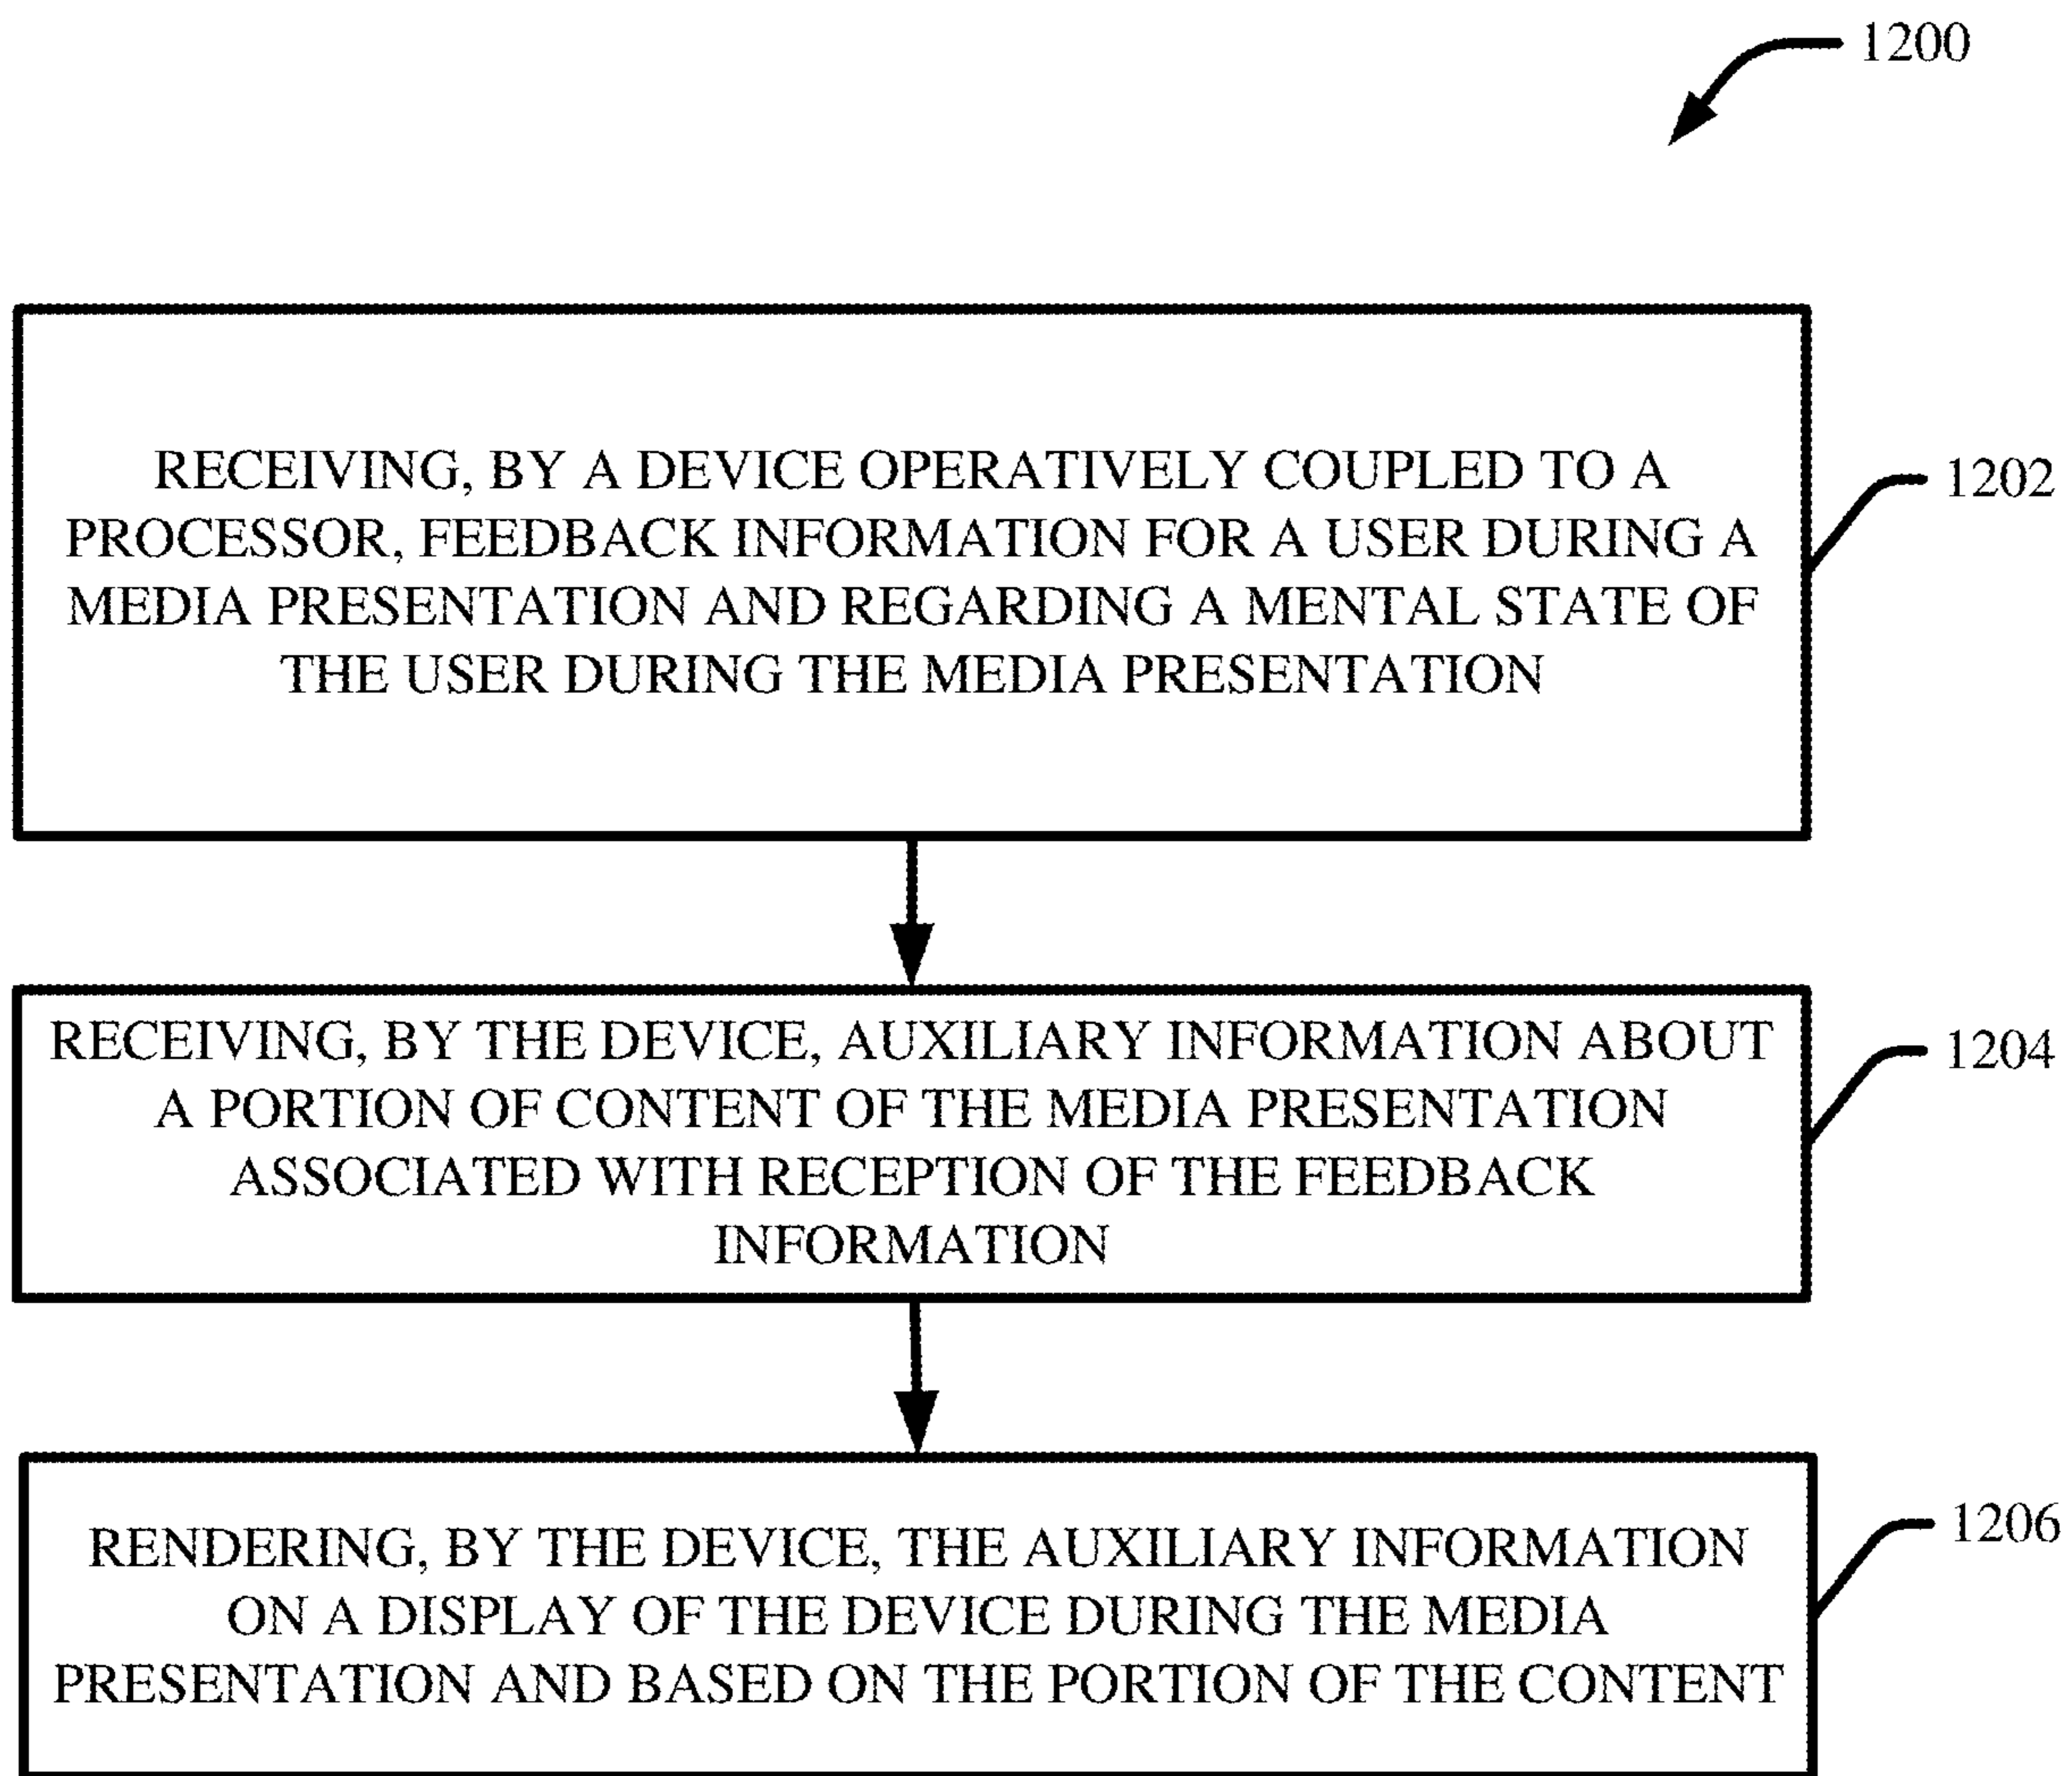 1200
RECEIVING, BY A DEVICE OPERATIVELY COUPLED TO A
PROCESSOR, FEEDBACK INFORMATION FOR A USER DURING A
MEDIA PRESENTATION AND REGARDING A MENTAL STATE OF
THE USER DURING THE MEDIA PRESENTATION
1202
RECEIVING, BY THE DEVICE, AUXILIARY INFORMATION ABOUT
A PORTION OF CONTENT OF THE MEDIA PRESENTATION
ASSOCIATED WITH RECEPTION OF THE FEEDBACK
INFORMATION
1204
RENDERING, BY THE DEVICE, THE AUXILIARY INFORMATION
ON A DISPLAY OF THE DEVICE DURING THE MEDIA
PRESENTATION AND BASED ON THE PORTION OF THE CONTENT
1206